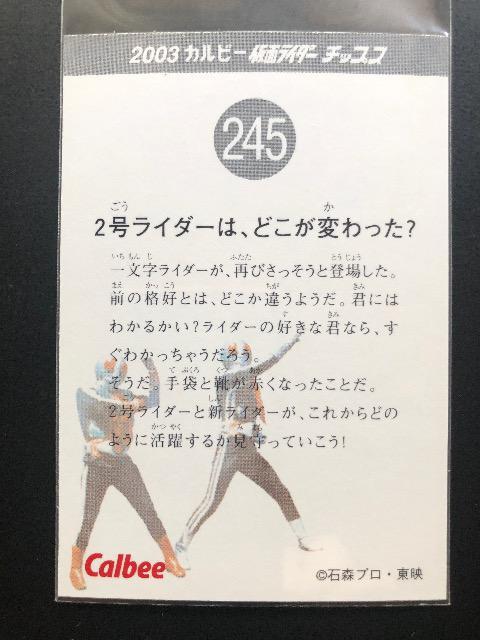 2003 カルビー 仮面ライダー チップス
245
2号ライダーは、どこが変わった?
一文字ライダーが、再びさっそうと登場した。
前の格好とは、どこか違うようだ。君には
わかるかい?ライダーの好きな君なら、す
ぐわかっちゃうだろう。
そうだ。手袋と靴が赤くなったことだ。
2号ライダーと新ライダーが、これからどの
ように活躍するか見守っていこう!
Calbee
©石森プロ・東映